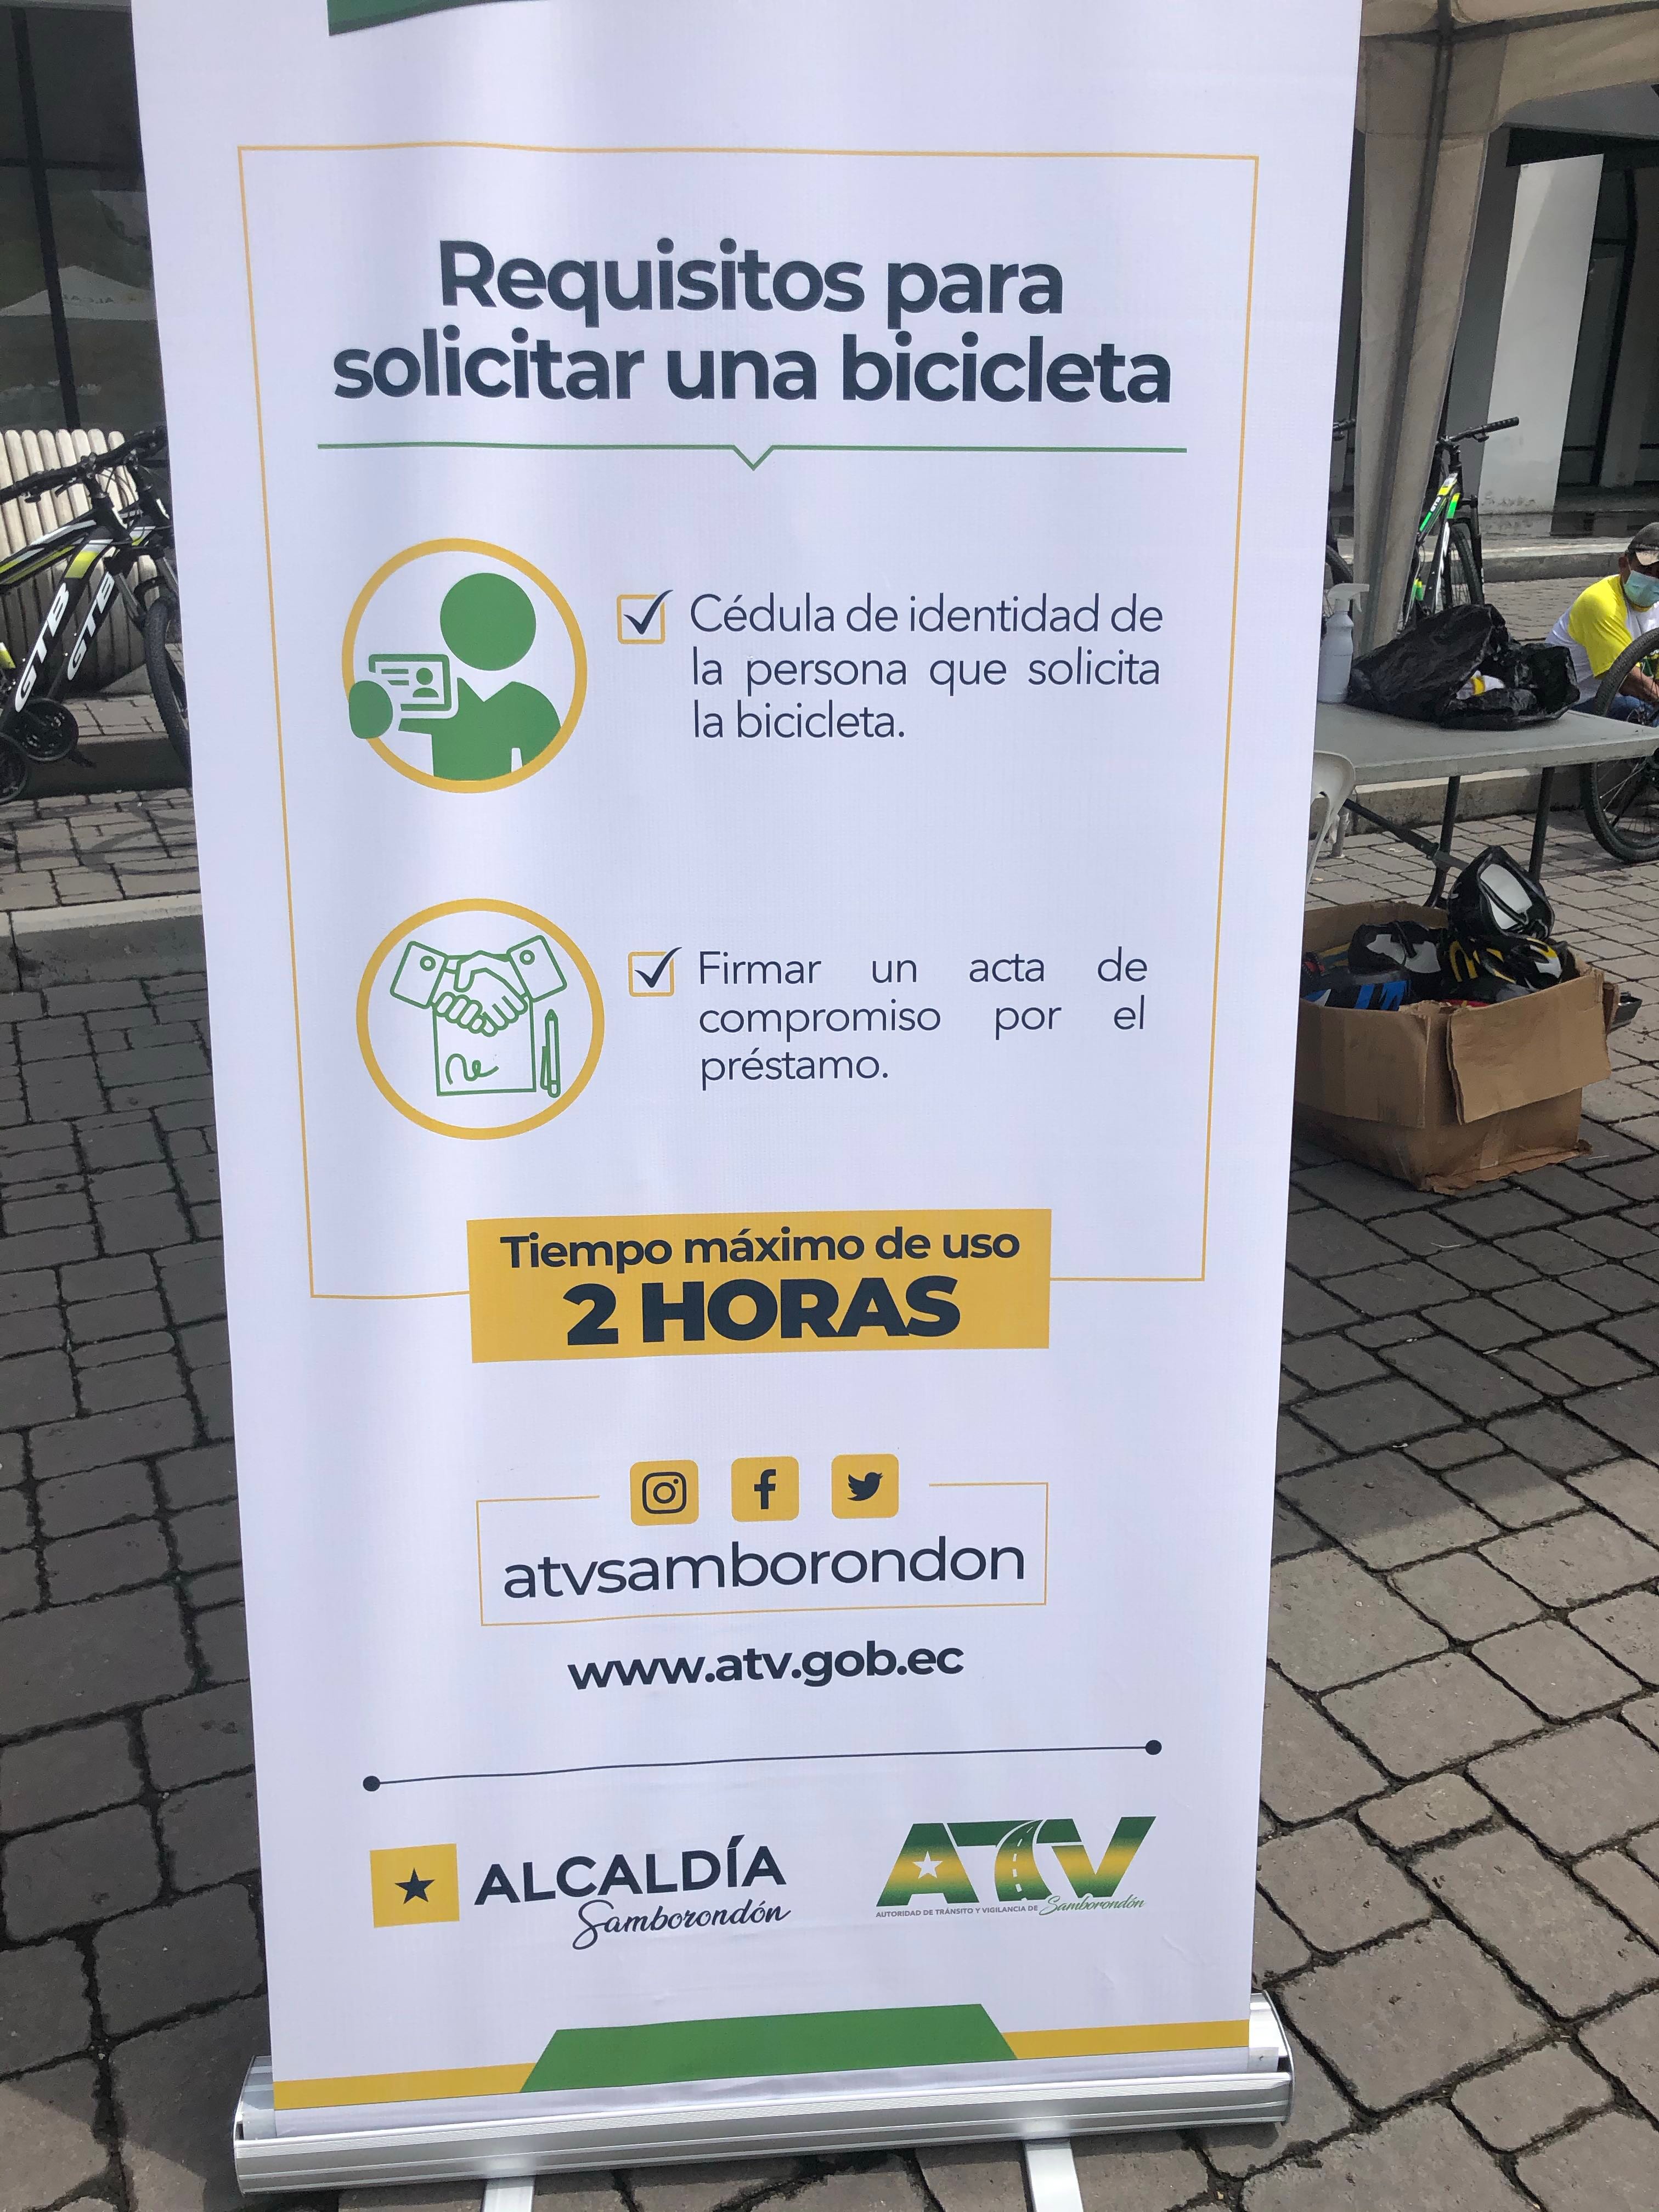 Requisitos para
solicitar una bicicleta
Cédula de identidad de
la persona que solicita
la bicicleta.
Firmar un acta de
compromiso por el
préstamo.
Tiempo máximo de uso
2 HORAS
atvsamborondon
www.atv.gob.ec
ALCALDÍA
Samborondón
ATV
AUTORIDAD DE TRÁNSITO Y VIGILANCIA DE Samborondón
GTB
GTB